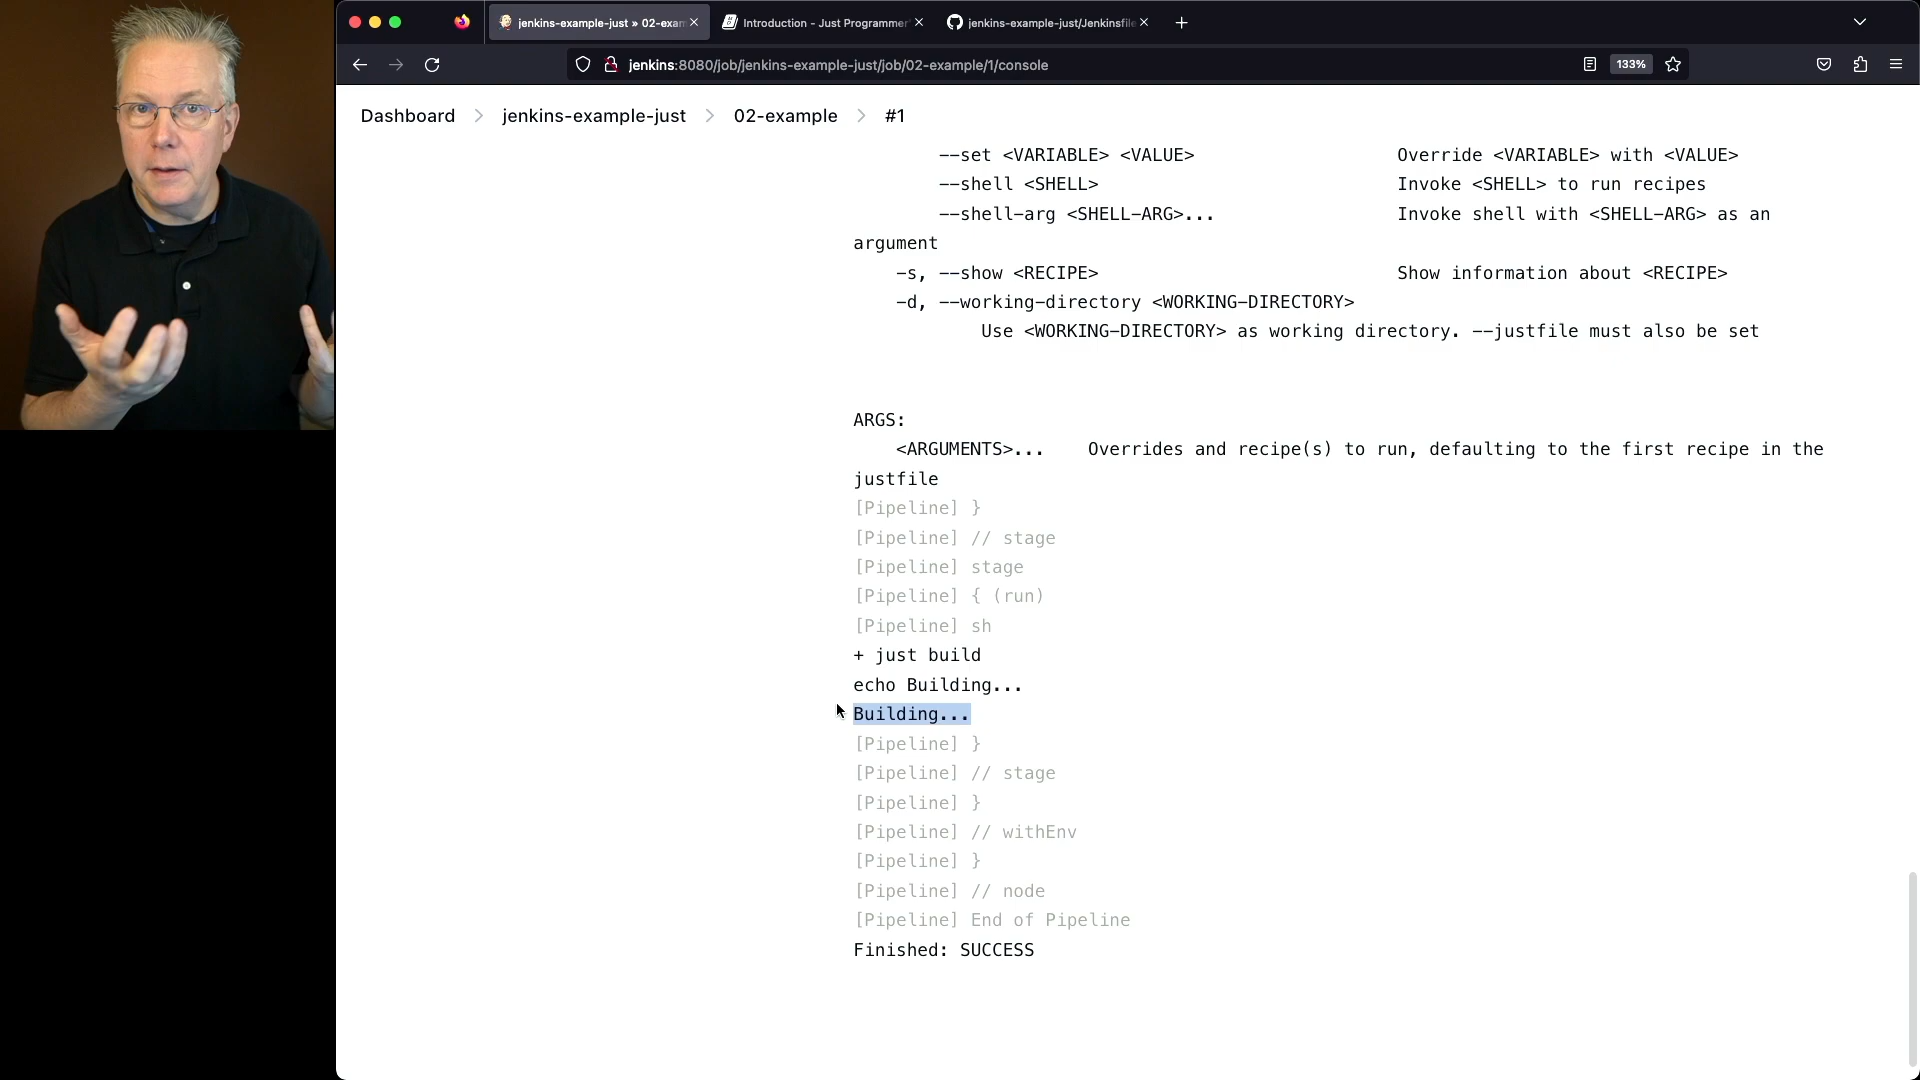 jenkins-example-just » 02-exam
Introduction - Just Programmer'
jenkins-example-just/Jenkinsfile
jenkins:8080/job/jenkins-example-just/job/02-example/1/console
133%
Dashboard > jenkins-example-just > 02-example > #1
--set <VARIABLE> <VALUE> Override <VARIABLE> with <VALUE>
--shell <SHELL> Invoke <SHELL> to run recipes
--shell-arg <SHELL-ARG>... Invoke shell with <SHELL-ARG> as an
argument
-s, --show <RECIPE> Show information about <RECIPE>
-d, --working-directory <WORKING-DIRECTORY>
Use <WORKING-DIRECTORY> as working directory. --justfile must also be set
ARGS:
<ARGUMENTS>... Overrides and recipe(s) to run, defaulting to the first recipe in the
justfile
[Pipeline] }
[Pipeline] // stage
[Pipeline] stage
[Pipeline] { (run)
[Pipeline] sh
+ just build
echo Building...
Building...
[Pipeline] }
[Pipeline] // stage
[Pipeline] }
[Pipeline] // withEnv
[Pipeline] }
[Pipeline] // node
[Pipeline] End of Pipeline
Finished: SUCCESS